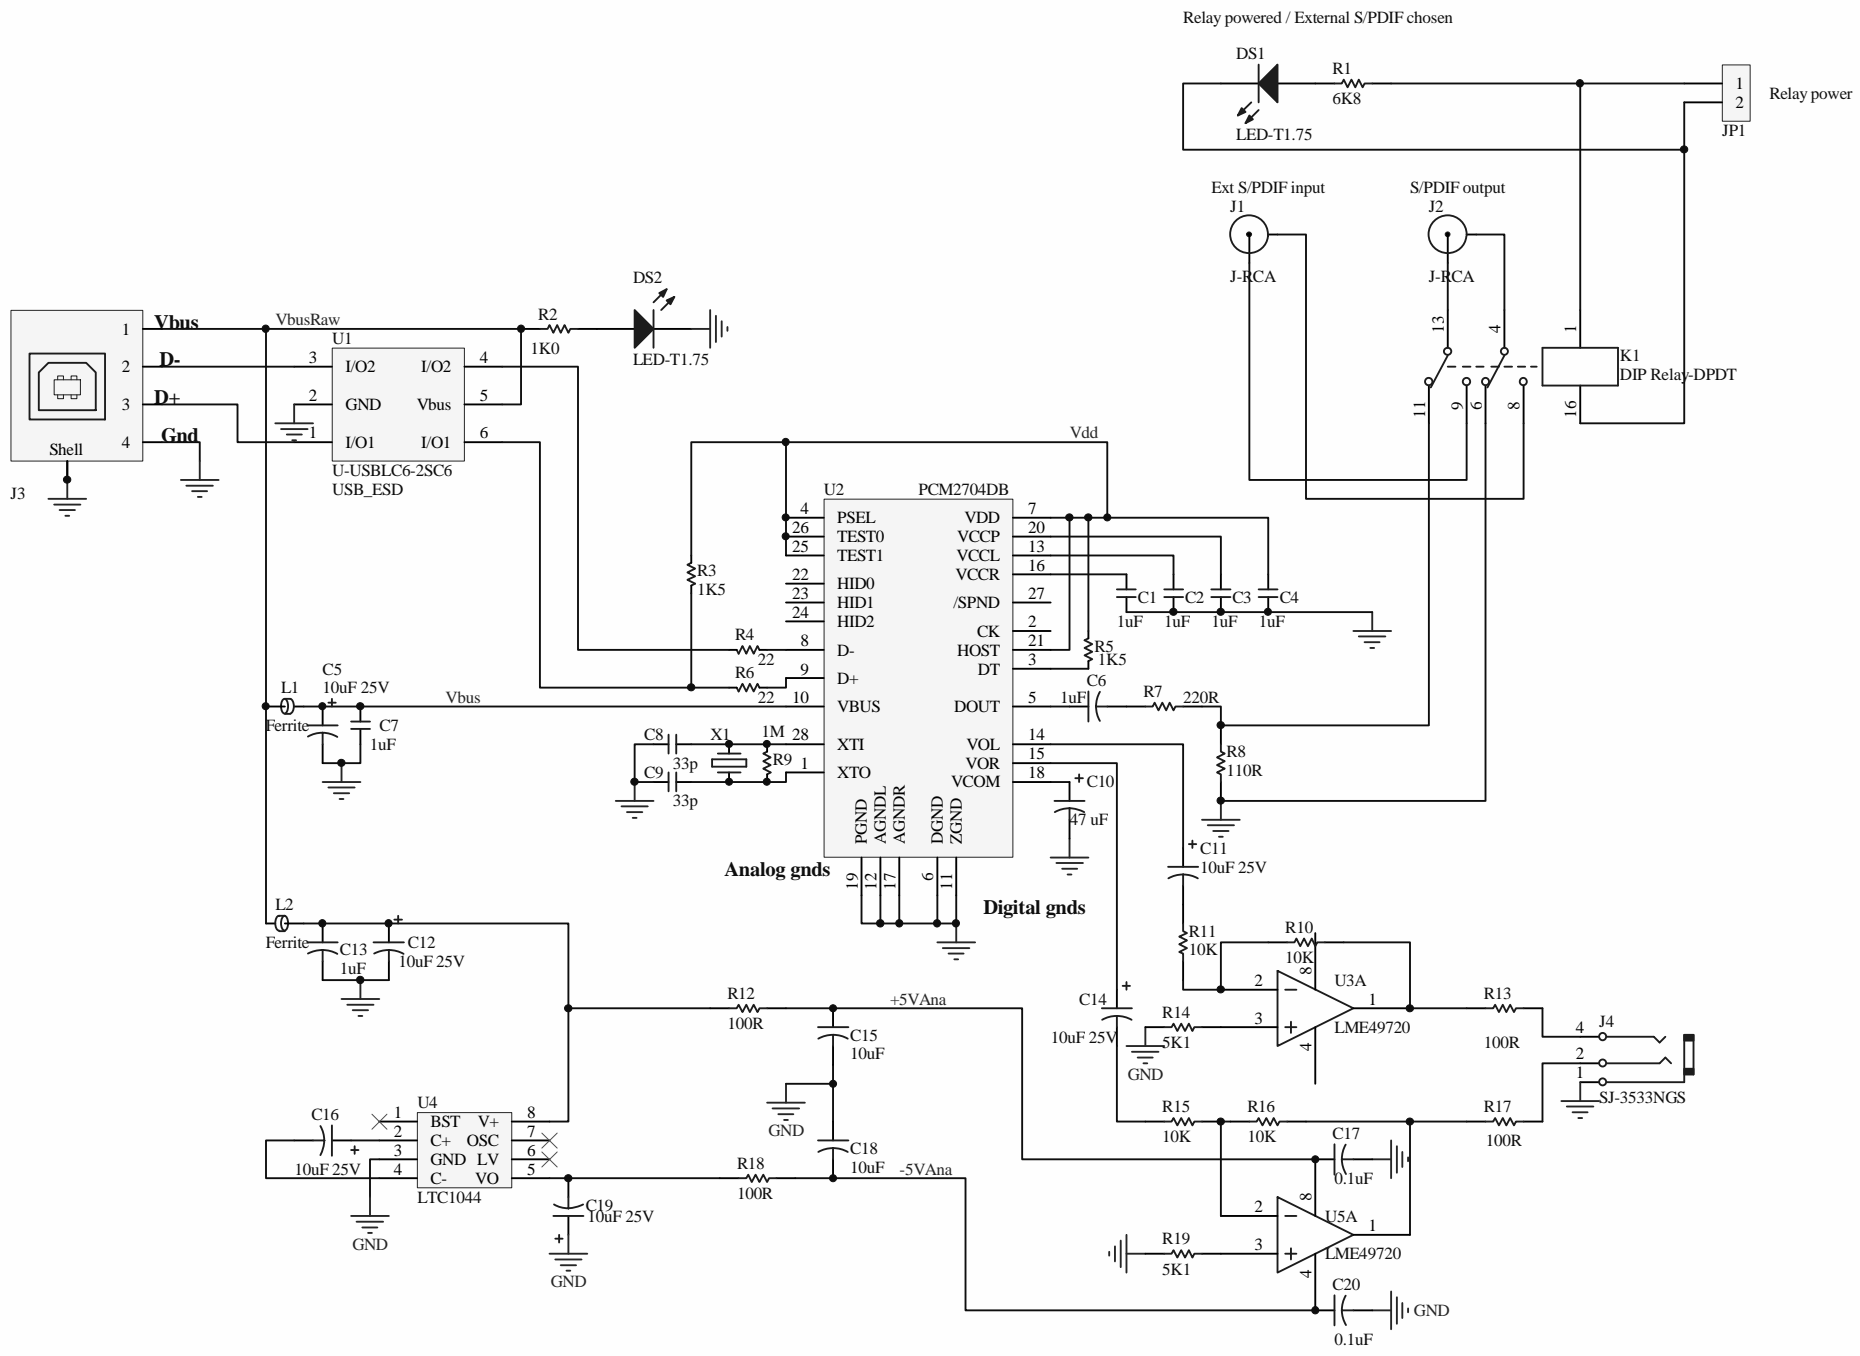 Relay powered / External S/PDIF chosen
DS1
R1
6K8
LED-T1.75
1
2
JP1
Relay power
Ext S/PDIF input
J1
J-RCA
S/PDIF output
J2
J-RCA
13
4
1
K1
DIP Relay-DPDT
11
9
6
8
16
DS2
LED-T1.75
R2
1K0
VbusRaw
1
Vbus
2
D-
3
D+
4
Gnd
Shell
J3
U1
3
I/O2
I/O2
4
2
GND
Vbus
5
1
I/O1
I/O1
6
U-USBLC6-2SC6
USB_ESD
Vdd
U2
PCM2704DB
4
PSEL
VDD
7
26
TEST0
VCCP
20
25
TEST1
VCCL
13
VCCR
16
22
HID0
23
HID1
/SPND
27
24
HID2
CK
2
HOST
21
8
D-
DT
3
9
D+
10
VBUS
DOUT
5
28
XTI
VOL
14
VOR
15
1
XTO
VCOM
18
PGND
AGNDL
AGNDR
DGND
ZGND
19
12
17
6
11
Analog gnds
Digital gnds
R3
1K5
R4
22
R6
22
C1
1uF
C2
1uF
C3
1uF
C4
1uF
R5
1K5
C6
1uF
R7
220R
R8
110R
C5
10uF 25V
L1
Ferrite
C7
1uF
Vbus
C8
33p
C9
33p
X1
1M
R9
C10
47 uF
C11
10uF 25V
L2
Ferrite
C13
1uF
C12
10uF 25V
R11
10K
R10
10K
8
U3A
2
1
3
4
LME49720
R14
5K1
GND
C14
10uF 25V
R13
100R
4
J4
2
1
SJ-3533NGS
R12
100R
+5VAna
C15
10uF
GND
C18
10uF
R18
100R
-5VAna
C16
10uF 25V
U4
1
BST
V+
8
2
C+
OSC
7
3
GND
LV
6
4
C-
VO
5
LTC1044
GND
C19
10uF 25V
GND
R15
10K
R16
10K
R17
100R
C17
0.1uF
8
U5A
2
1
3
4
LME49720
R19
5K1
C20
0.1uF
GND